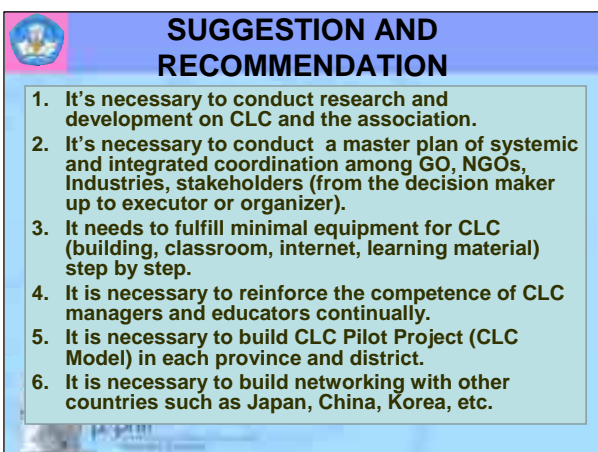 SUGGESTION AND
RECOMMENDATION
1. It's necessary to conduct research and
development on CLC and the association.
2. It's necessary to conduct a master plan of systemic
and integrated coordination among GO, NGOs,
Industries, stakeholders (from the decision maker
up to executor or organizer).
3. It needs to fulfill minimal equipment for CLC
(building, classroom, internet, learning material)
step by step.
4. It is necessary to reinforce the competence of CLC
managers and educators continually.
5. It is necessary to build CLC Pilot Project (CLC
Model) in each province and district.
6. It is necessary to build networking with other
countries such as Japan, China, Korea, etc.